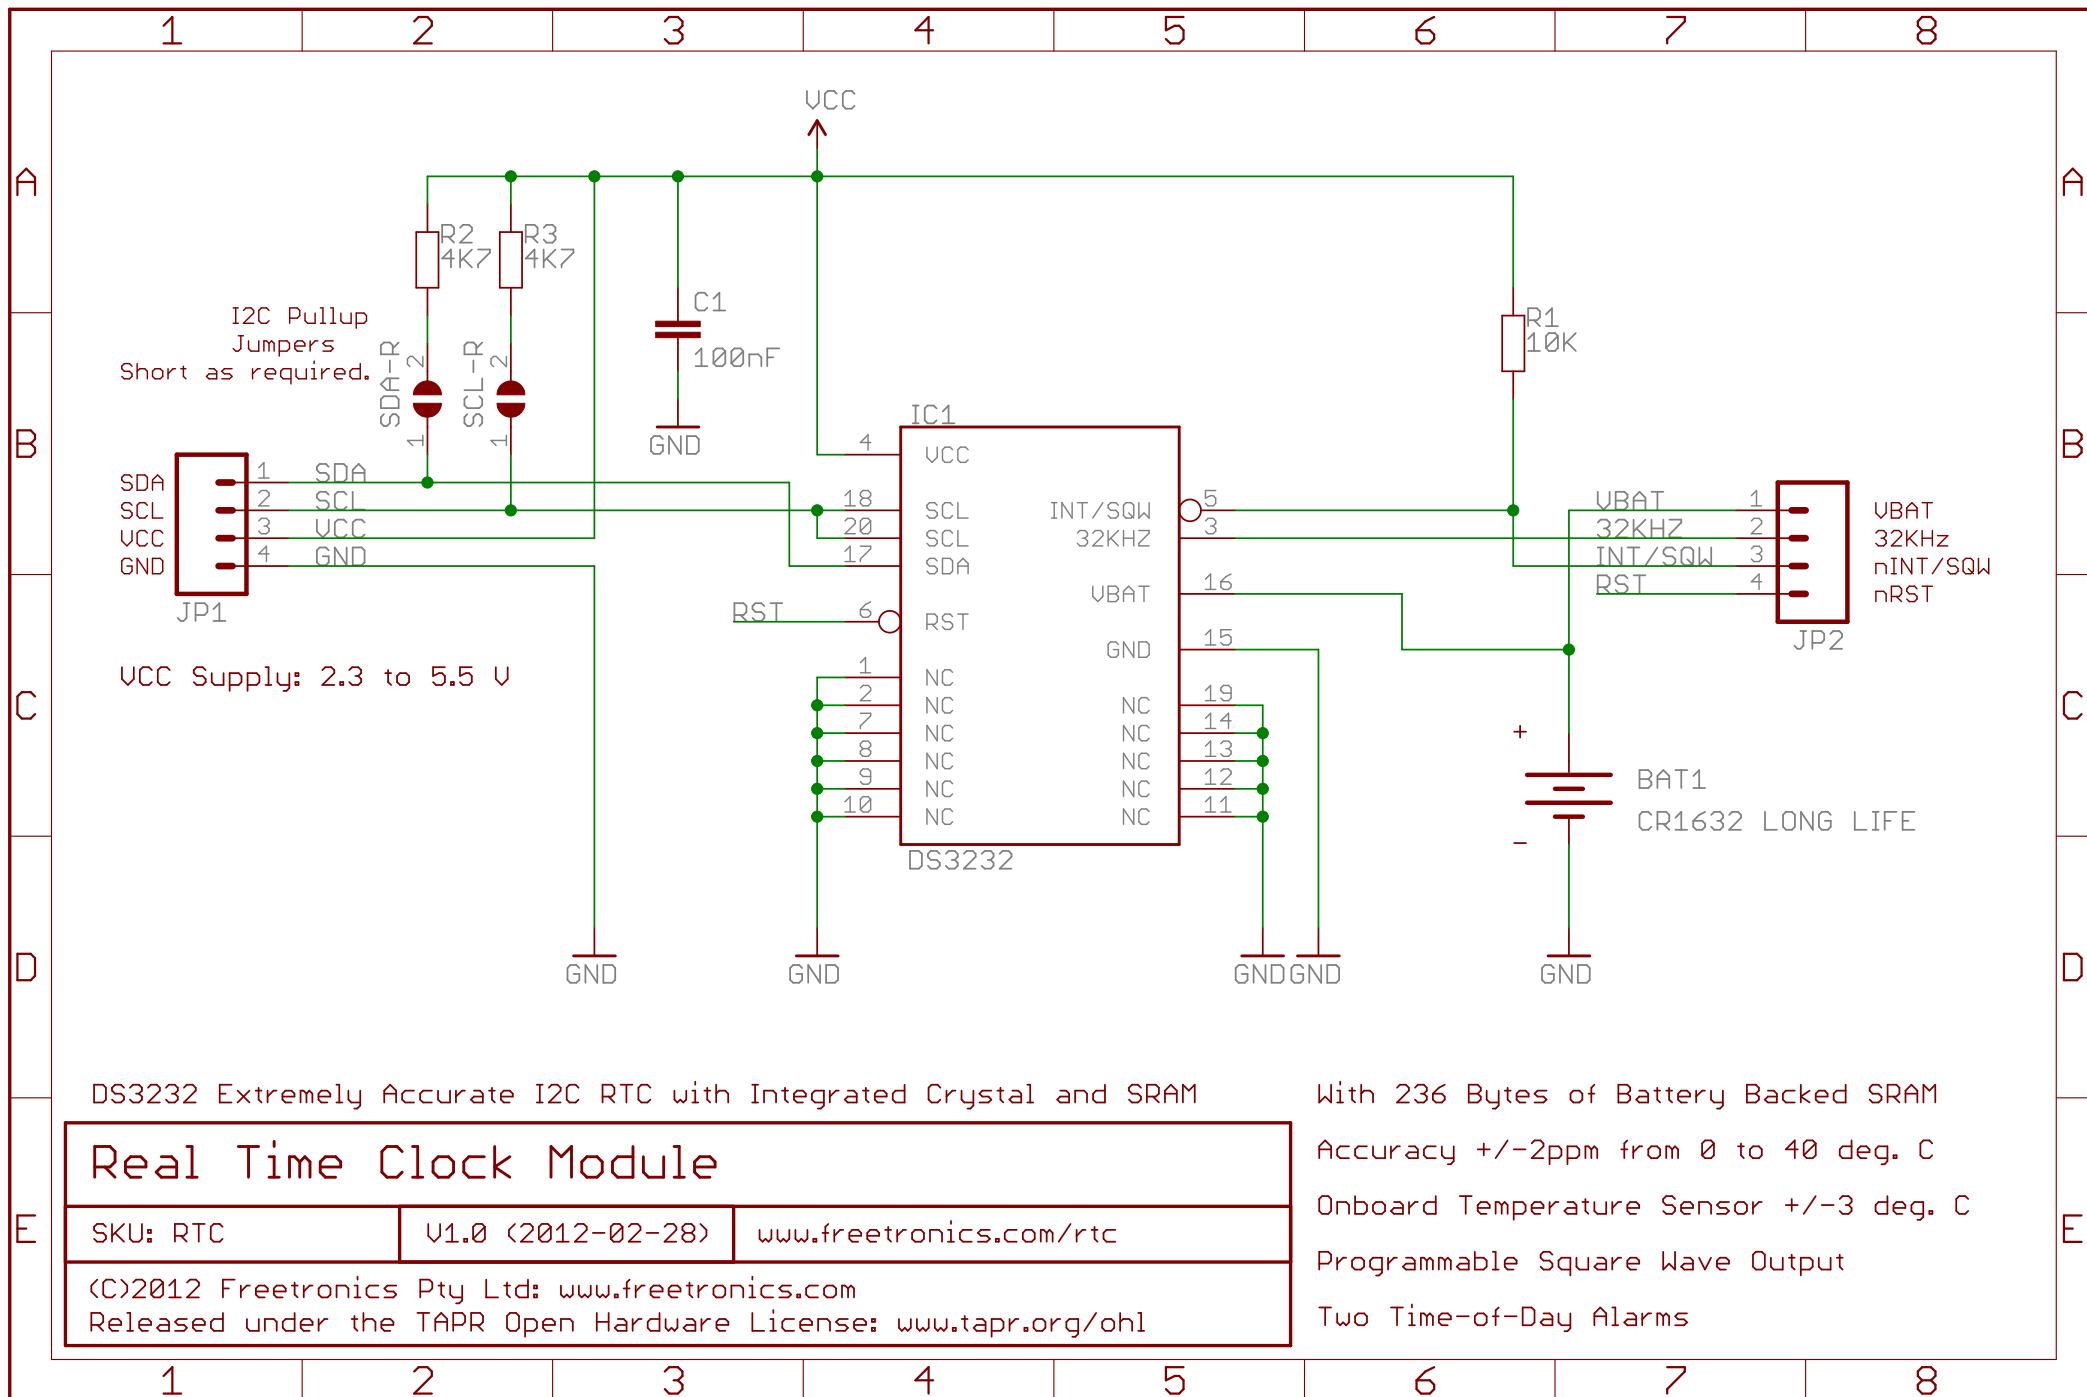 1 2 3 4 5 6 7 8
VCC
A A
R2 R3
4K7 4K7
I2C Pullup
Jumpers
Short as required.
SDA-R 2 1
SCL-R 2 1
C1
100nF
GND
R1
10K
B B
IC1
4 VCC
18 SCL
20 SCL
17 SDA
RST 6 RST
1 NC
2 NC
7 NC
8 NC
9 NC
10 NC
INT/SQW 5
32KHZ 3
VBAT 16
GND 15
NC 19
NC 14
NC 13
NC 12
NC 11
DS3232
SDA 1 SDA
SCL 2 SCL
VCC 3 VCC
GND 4 GND
JP1
VBAT 1 VBAT
32KHZ 2 32KHz
INT/SQW 3 nINT/SQW
RST 4 nRST
JP2
VCC Supply: 2.3 to 5.5 V
C C
+
BAT1
CR1632 LONG LIFE
-
D D
GND GND GND GND GND
DS3232 Extremely Accurate I2C RTC with Integrated Crystal and SRAM
With 236 Bytes of Battery Backed SRAM
Accuracy +/-2ppm from 0 to 40 deg. C
Onboard Temperature Sensor +/-3 deg. C
Programmable Square Wave Output
Two Time-of-Day Alarms
Real Time Clock Module
SKU: RTC V1.0 (2012-02-28) www.freetronics.com/rtc
(C)2012 Freetronics Pty Ltd: www.freetronics.com
Released under the TAPR Open Hardware License: www.tapr.org/ohl
E E
1 2 3 4 5 6 7 8